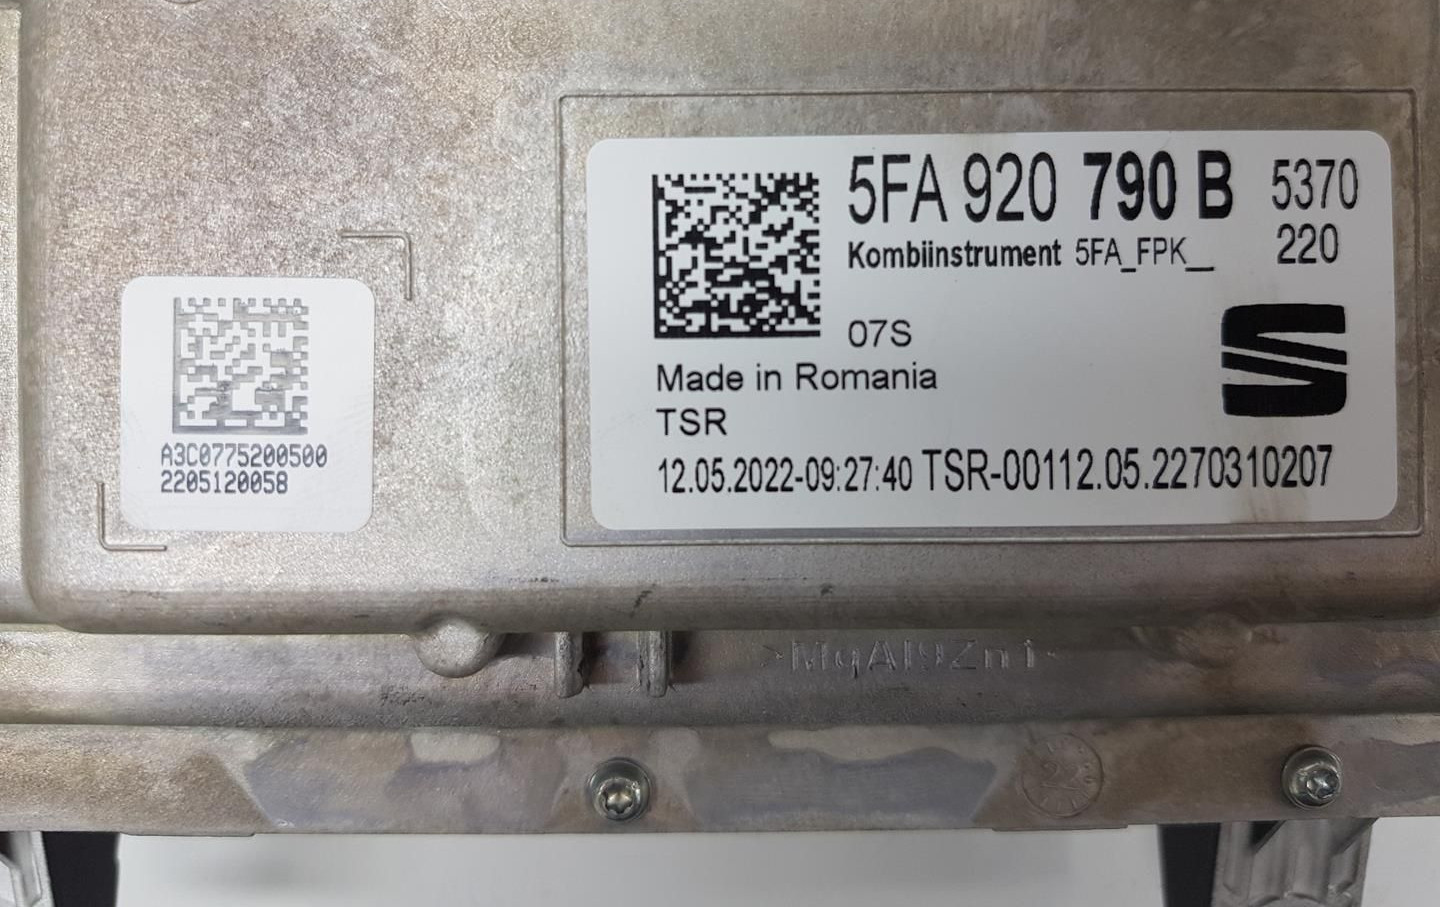 5FA 920 790 B 5370
Kombiinstrument 5FA_FPK__ 220
07S
Made in Romania
TSR
12.05.2022-09:27:40 TSR-00112.05.2270310207
A3C0775200500
2205120058
>MgAl9Zn1<